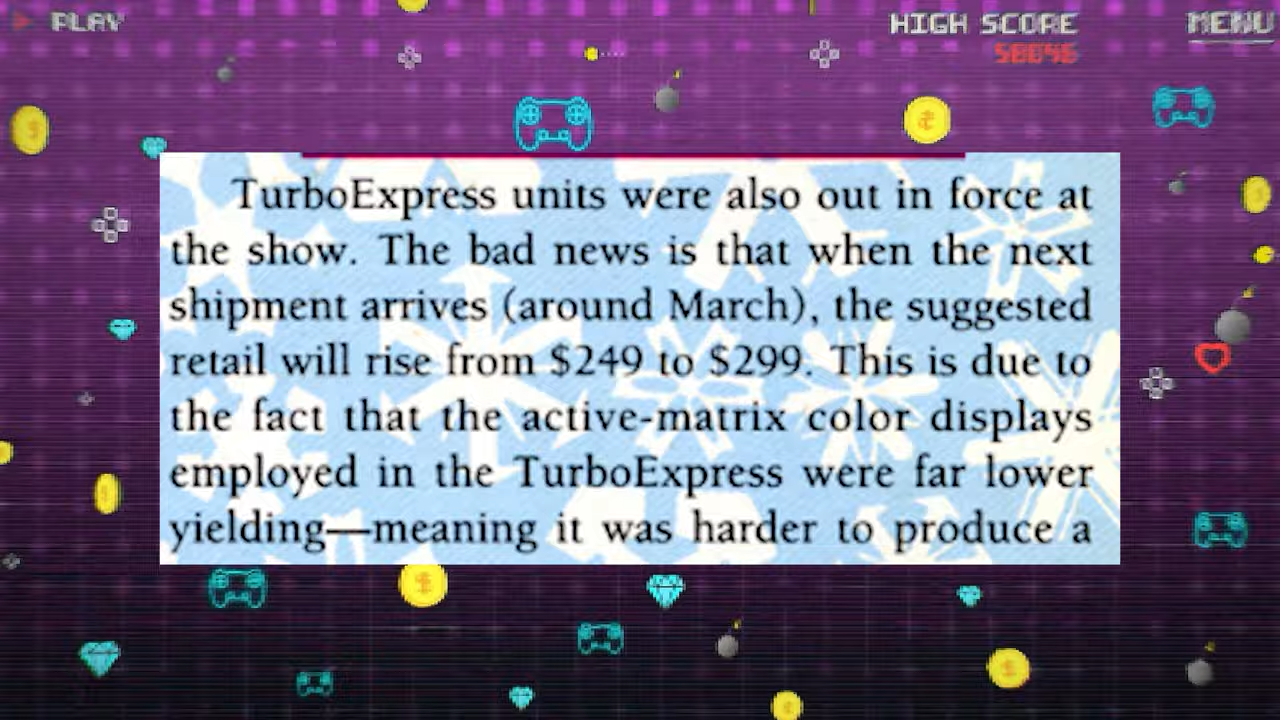 PLAY
HIGH SCORE
MENU
58046
TurboExpress units were also out in force at
the show. The bad news is that when the next
shipment arrives (around March), the suggested
retail will rise from $249 to $299. This is due to
the fact that the active-matrix color displays
employed in the TurboExpress were far lower
yielding—meaning it was harder to produce a